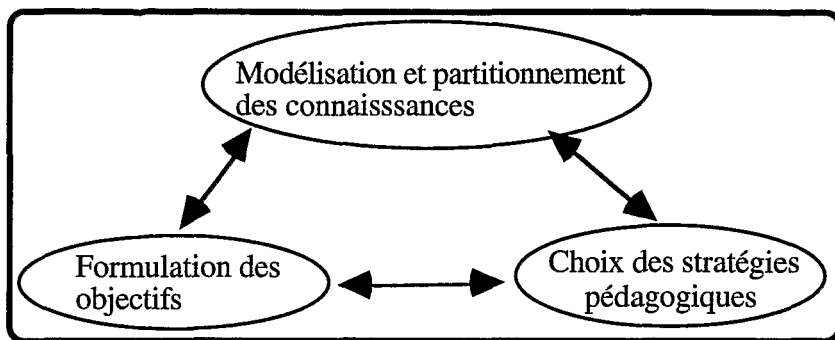 Modélisation et partitionnement
des connaisssances
Formulation des
objectifs
Choix des stratégies
pédagogiques